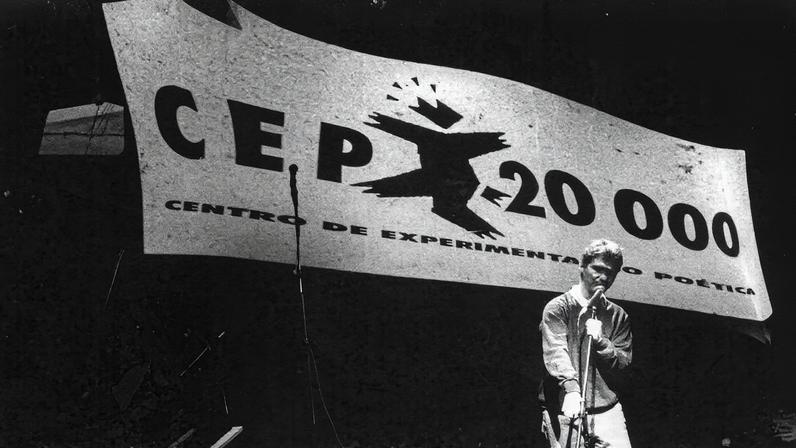 CEP 20 000
CENTRO DE EXPERIMENTA O POÉTICA